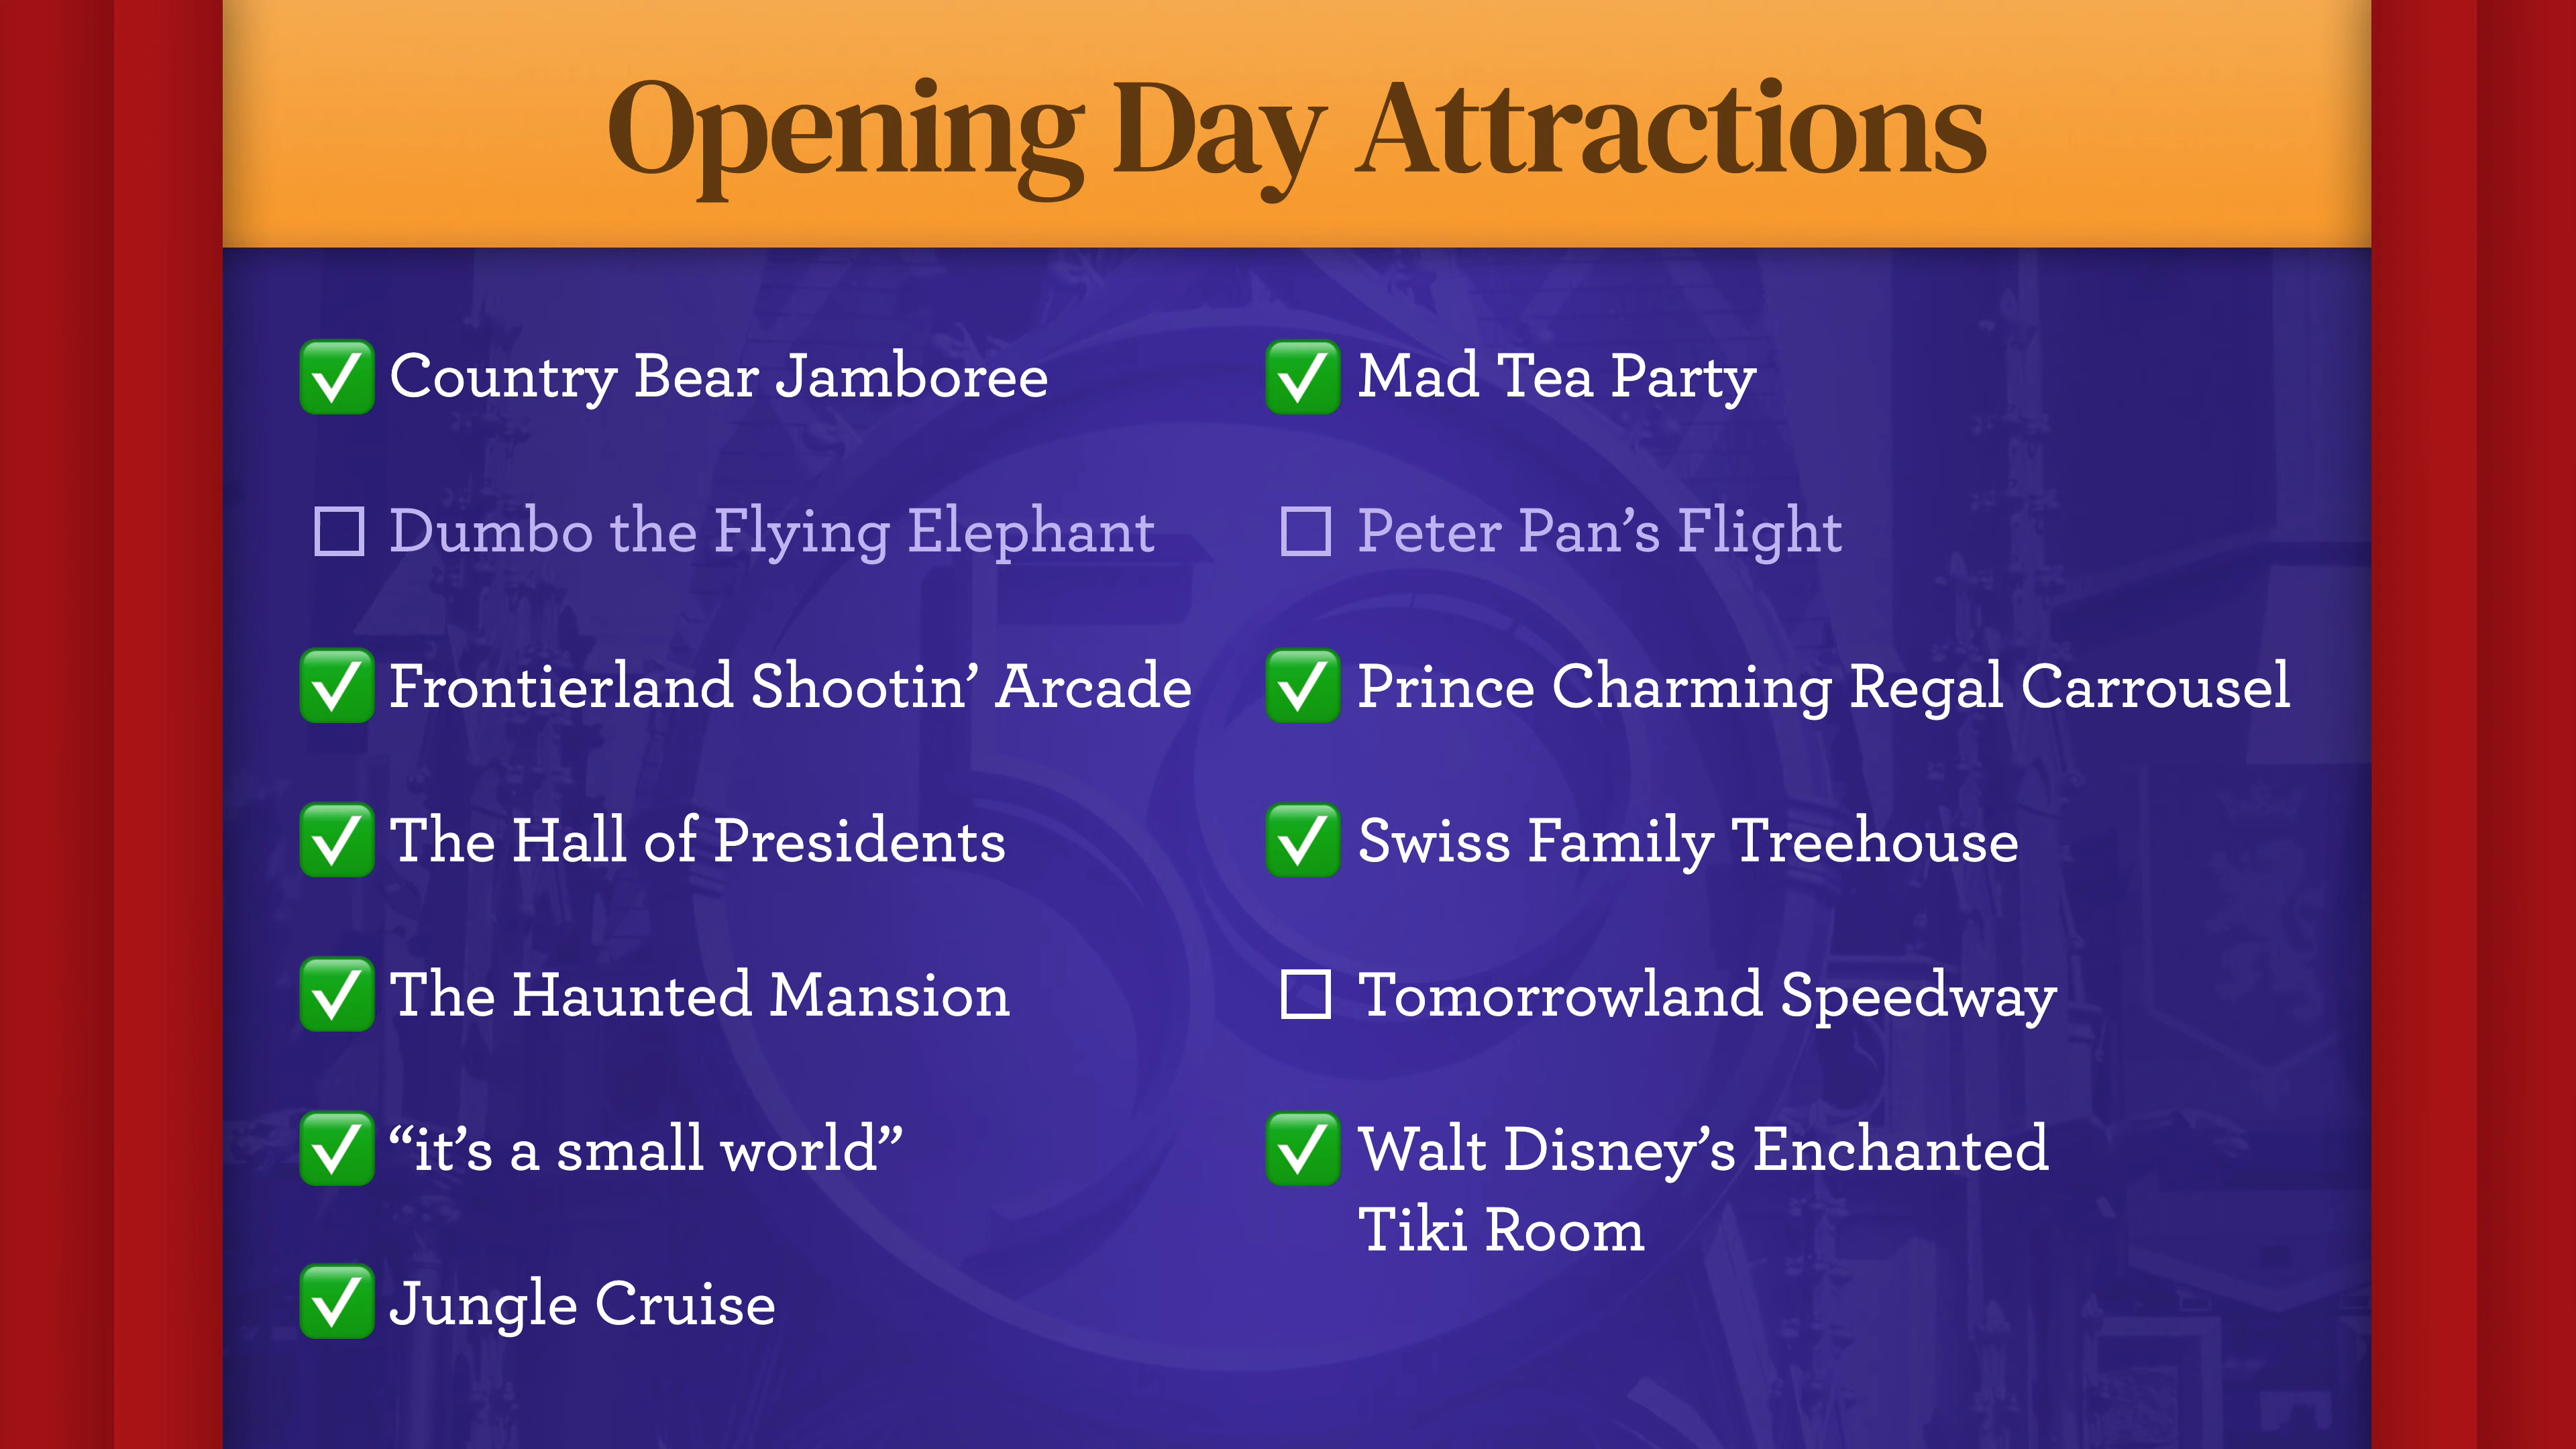 Opening Day Attractions
✅ Country Bear Jamboree
☐ Dumbo the Flying Elephant
✅ Frontierland Shootin’ Arcade
✅ The Hall of Presidents
✅ The Haunted Mansion
✅ “it’s a small world”
✅ Jungle Cruise
✅ Mad Tea Party
☐ Peter Pan’s Flight
✅ Prince Charming Regal Carrousel
✅ Swiss Family Treehouse
☐ Tomorrowland Speedway
✅ Walt Disney’s Enchanted
Tiki Room
50